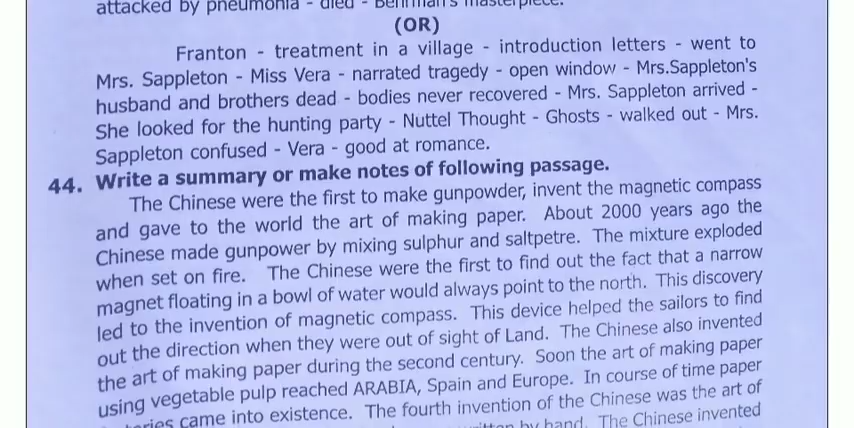 attacked by pneumonia - died - Behrman's masterpiece.
(OR)
Franton - treatment in a village - introduction letters - went to
Mrs. Sappleton - Miss Vera - narrated tragedy - open window - Mrs.Sappleton's
husband and brothers dead - bodies never recovered - Mrs. Sappleton arrived -
She looked for the hunting party - Nuttel Thought - Ghosts - walked out - Mrs.
Sappleton confused - Vera - good at romance.
44. Write a summary or make notes of following passage.
The Chinese were the first to make gunpowder, invent the magnetic compass
and gave to the world the art of making paper. About 2000 years ago the
Chinese made gunpower by mixing sulphur and saltpetre. The mixture exploded
when set on fire. The Chinese were the first to find out the fact that a narrow
magnet floating in a bowl of water would always point to the north. This discovery
led to the invention of magnetic compass. This device helped the sailors to find
out the direction when they were out of sight of Land. The Chinese also invented
the art of making paper during the second century. Soon the art of making paper
using vegetable pulp reached ARABIA, Spain and Europe. In course of time paper
came into existence. The fourth invention of the Chinese was the art of
by hand. The Chinese invented